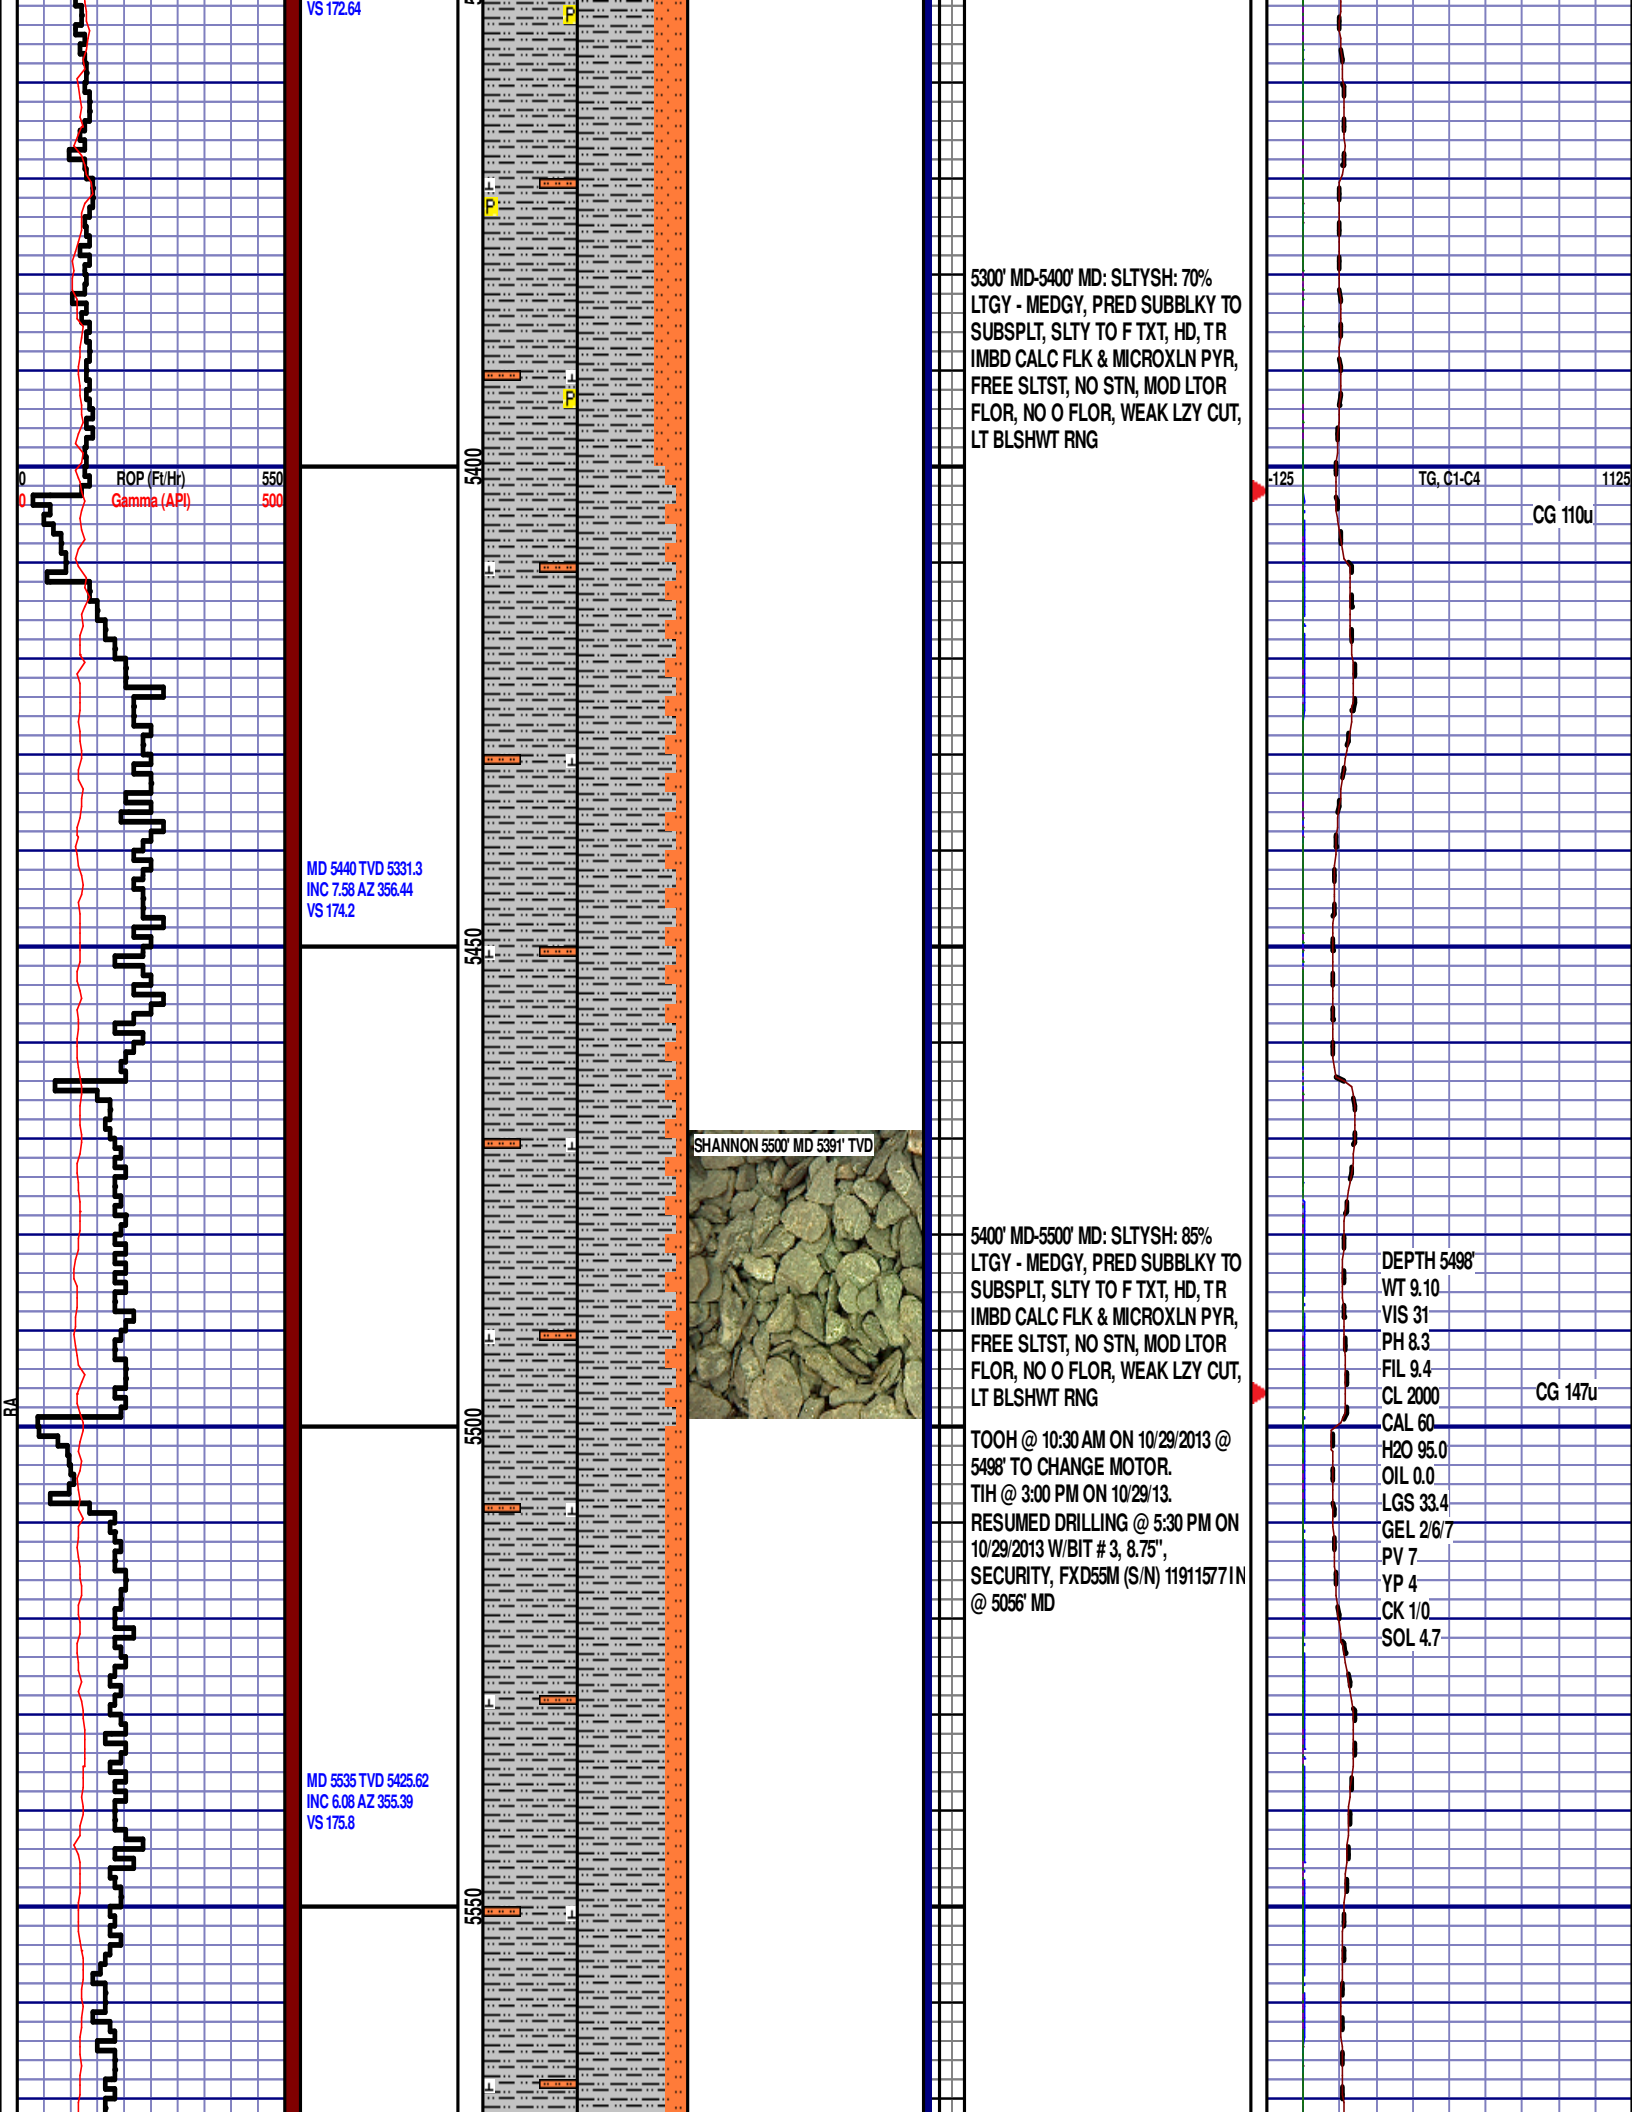 VS 172.64
P
P
P
5300' MD-5400' MD: SLTYSH: 70%
LTGY - MEDGY, PRED SUBBLKY TO
SUBSPLT, SLTY TO F TXT, HD, TR
IMBD CALC FLK & MICROXLN PYR,
FREE SLTST, NO STN, MOD LTOR
FLOR, NO O FLOR, WEAK LZY CUT,
LT BLSHWT RNG
5400
0 ROP (Ft/Hr) 550
0 Gamma (API) 500
-125 TG, C1-C4 1125
CG 110u
MD 5440 TVD 5331.3
INC 7.58 AZ 356.44
VS 174.2
5450
SHANNON 5500' MD 5391' TVD
5400' MD-5500' MD: SLTYSH: 85%
LTGY - MEDGY, PRED SUBBLKY TO
SUBSPLT, SLTY TO F TXT, HD, TR
IMBD CALC FLK & MICROXLN PYR,
FREE SLTST, NO STN, MOD LTOR
FLOR, NO O FLOR, WEAK LZY CUT,
LT BLSHWT RNG
DEPTH 5498'
WT 9.10
VIS 31
PH 8.3
FIL 9.4
CL 2000
CAL 60
H2O 95.0
OIL 0.0
LGS 33.4
GEL 2/6/7
PV 7
YP 4
CK 1/0
SOL 4.7
CG 147u
RA
5500
TOOH @ 10:30 AM ON 10/29/2013 @
5498' TO CHANGE MOTOR.
TIH @ 3:00 PM ON 10/29/13.
RESUMED DRILLING @ 5:30 PM ON
10/29/2013 W/BIT # 3, 8.75",
SECURITY, FXD55M (S/N) 11911577 IN
@ 5056' MD
MD 5535 TVD 5425.62
INC 6.08 AZ 355.39
VS 175.8
5550